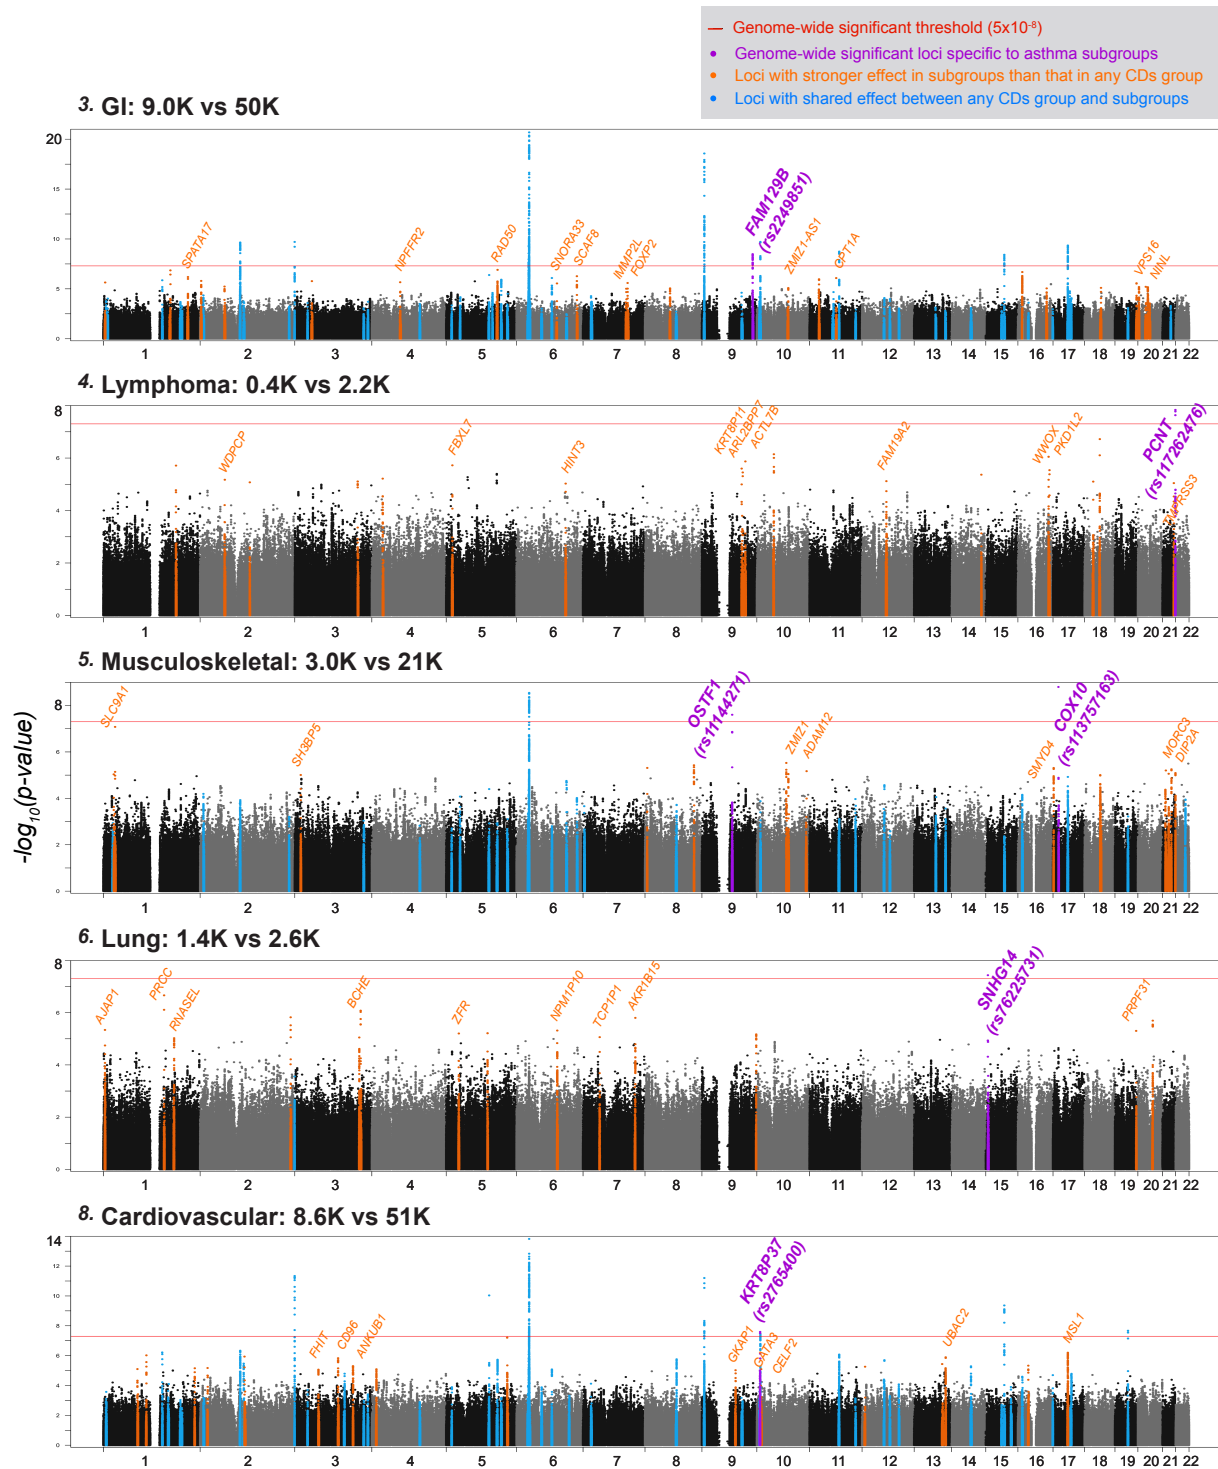 Genome-wide significant threshold (5x10-8)
Genome-wide significant loci specific to asthma subgroups
Loci with stronger effect in subgroups than that in any CDs group
Loci with shared effect between any CDs group and subgroups
3. GI: 9.0K vs 50K
20
15
10
5
0
SPATA17
NPFFR2
RAD50
SNORA33
SCAF8
IMMP2L
FOXP2
FAM129B
(rs2249851)
ZMIZ1-AS1
CPT1A
VPS16
NINL
1 2 3 4 5 6 7 8 9 10 11 12 13 14 15 16 17 18 19 20 21 22
4. Lymphoma: 0.4K vs 2.2K
8
6
4
2
0
WDPCP
FBXL7
HINT3
KRT8P11
ARL2BPP7
ACTL7B
FAM19A2
WWOX
PKD1L2
PCNT
(rs117262476)
1 2 3 4 5 6 7 8 9 10 11 12 13 14 15 16 17 18 19 20 21 22
5. Musculoskeletal: 3.0K vs 21K
8
6
4
2
0
SLC9A1
SH3BP5
OSTF1
(rs11144271)
ZMIZ1
ADAM12
SMYD4
COX10
(rs113757163)
MORC3
DIP2A
-log10(p-value)
1 2 3 4 5 6 7 8 9 10 11 12 13 14 15 16 17 18 19 20 21 22
6. Lung: 1.4K vs 2.6K
8
6
4
2
0
AJAP1
PRCC
RNASEL
BCHE
ZFR
NPM1P10
TCP1P1
AKR1B15
SNHG14
(rs76225731)
PRPF31
1 2 3 4 5 6 7 8 9 10 11 12 13 14 15 16 17 18 19 20 21 22
8. Cardiovascular: 8.6K vs 51K
14
12
10
8
6
4
2
0
FHIT
CD96
ANKUB1
GKAP1
GATA3
CELF2
KRT8P37
(rs2765400)
UBAC2
MSL1
1 2 3 4 5 6 7 8 9 10 11 12 13 14 15 16 17 18 19 20 21 22